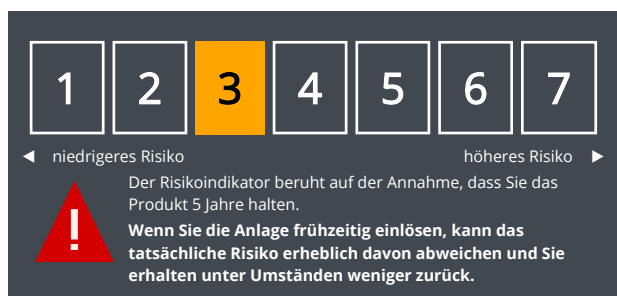 1 2 3 4 5 6 7
◄ niedrigeres Risiko höheres Risiko ►
Der Risikoindikator beruht auf der Annahme, dass Sie das
Produkt 5 Jahre halten.
!
Wenn Sie die Anlage frühzeitig einlösen, kann das
tatsächliche Risiko erheblich davon abweichen und Sie
erhalten unter Umständen weniger zurück.